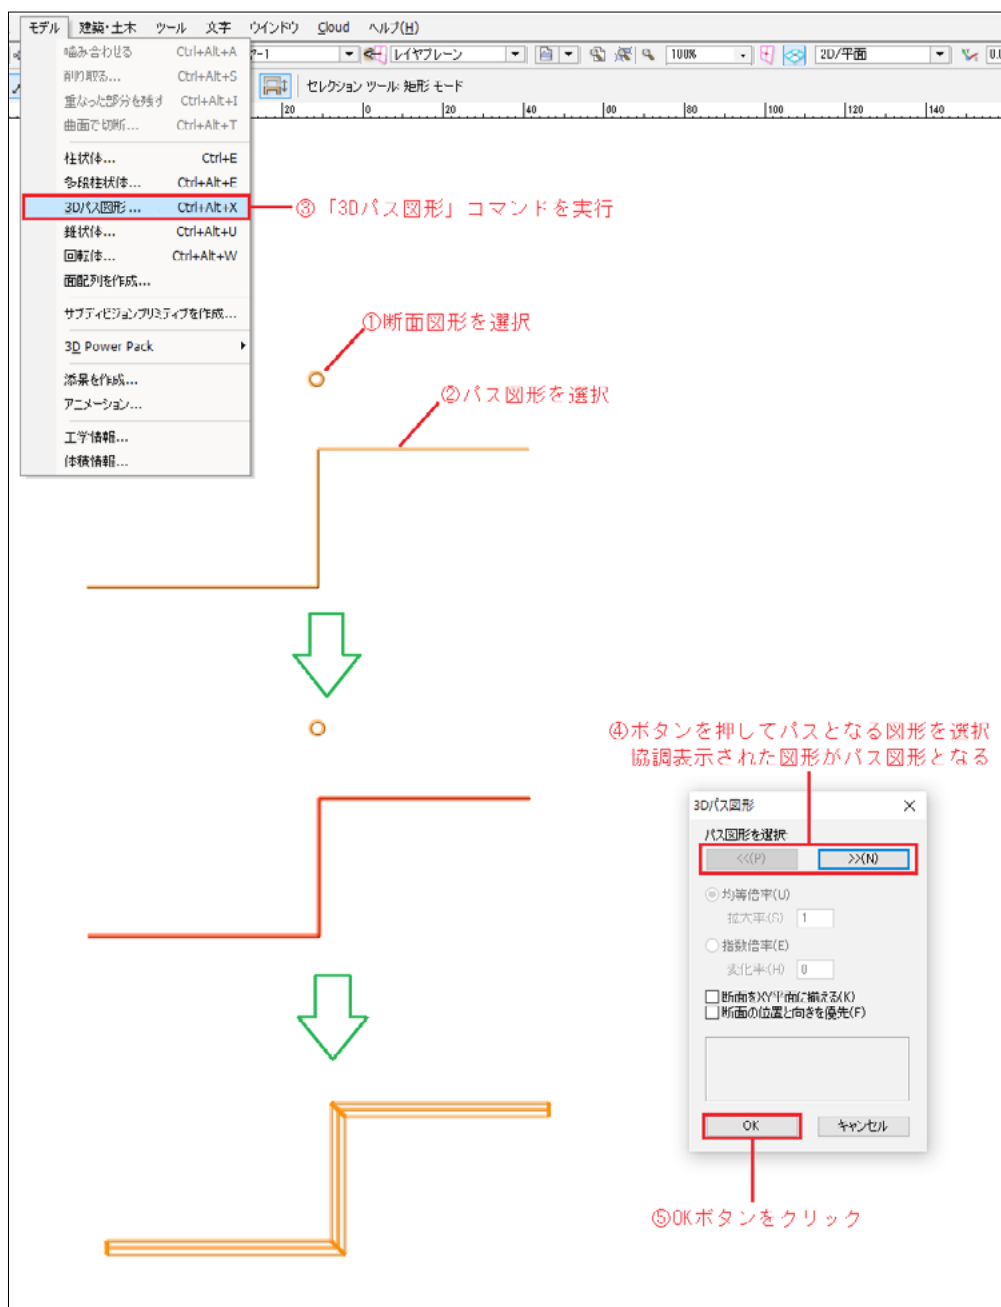 モデル 建築・土木 ツール 文字 ウインドウ Cloud ヘルプ(H)
噛み合わせる Ctrl+Alt+A
-1 レイヤプレーン 100% 2D/平面 0.0
削り取る... Ctrl+Alt+S
セレクション ツール: 矩形 モード
重なった部分を残す Ctrl+Alt+I
20 0 20 40 60 80 100 120 140
曲面で切断... Ctrl+Alt+T
柱状体... Ctrl+E
多段柱状体... Ctrl+Alt+E
3Dパス図形 ... Ctrl+Alt+X
③「3Dパス図形」コマンドを実行
錐状体... Ctrl+Alt+U
回転体... Ctrl+Alt+W
面配列を作成...
サブディビジョンプリミティブを作成...
3D Power Pack
添景を作成...
アニメーション...
工学情報...
体積情報...
①断面図形を選択
②パス図形を選択
④ボタンを押してパスとなる図形を選択
協調表示された図形がパス図形となる
3Dパス図形
パス図形を選択
<<(P) >>(N)
均等倍率(U)
拡大率(S) 1
指数倍率(E)
変化率(H) 0
断面をXY平面に揃える(K)
断面の位置と向きを優先(F)
OK キャンセル
⑤OKボタンをクリック